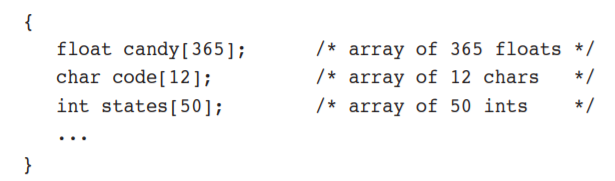 {
float candy[365]; /* array of 365 floats */
char code[12]; /* array of 12 chars */
int states[50]; /* array of 50 ints */
...
}